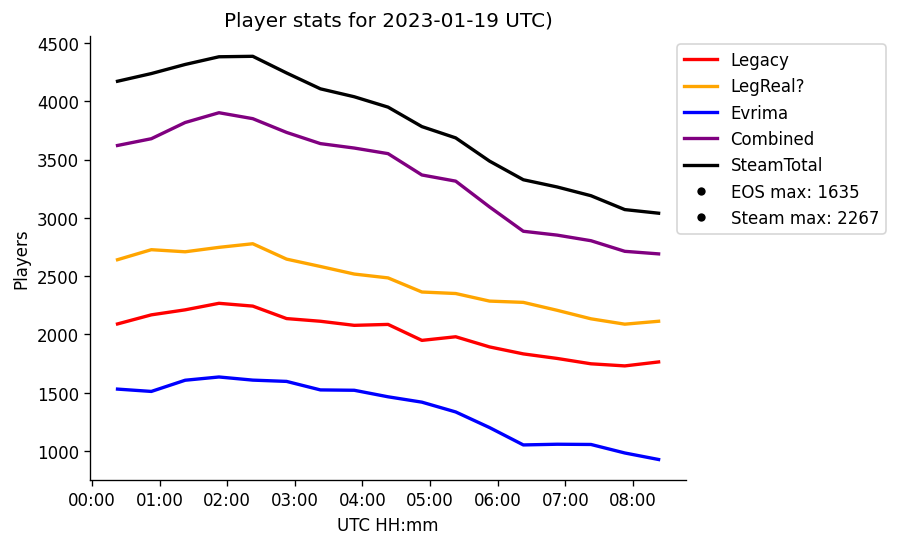 Player stats for 2023-01-19 UTC)
4500
4000
3500
3000
2500
2000
1500
1000
Players
00:00 01:00 02:00 03:00 04:00 05:00 06:00 07:00 08:00
UTC HH:mm
Legacy
LegReal?
Evrima
Combined
SteamTotal
EOS max: 1635
Steam max: 2267